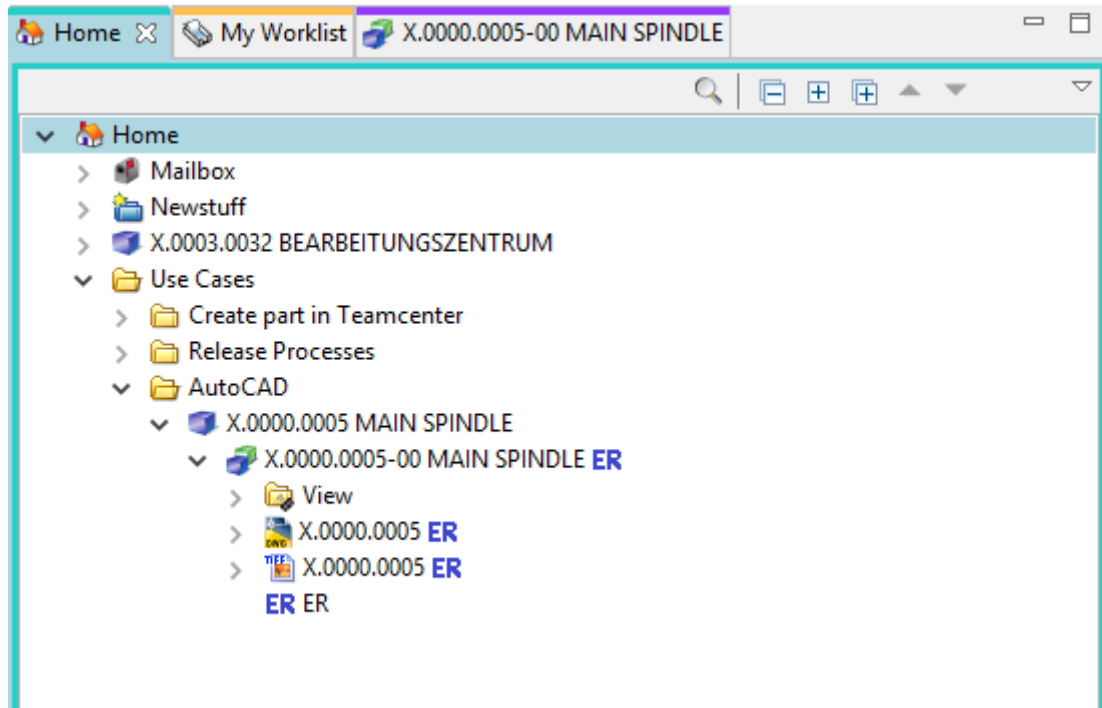 Home My Worklist X.0000.0005-00 MAIN SPINDLE
Home
Mailbox
Newstuff
X.0003.0032 BEARBEITUNGSZENTRUM
Use Cases
Create part in Teamcenter
Release Processes
AutoCAD
X.0000.0005 MAIN SPINDLE
X.0000.0005-00 MAIN SPINDLE ER
View
DWG X.0000.0005 ER
TIFF X.0000.0005 ER
ER ER